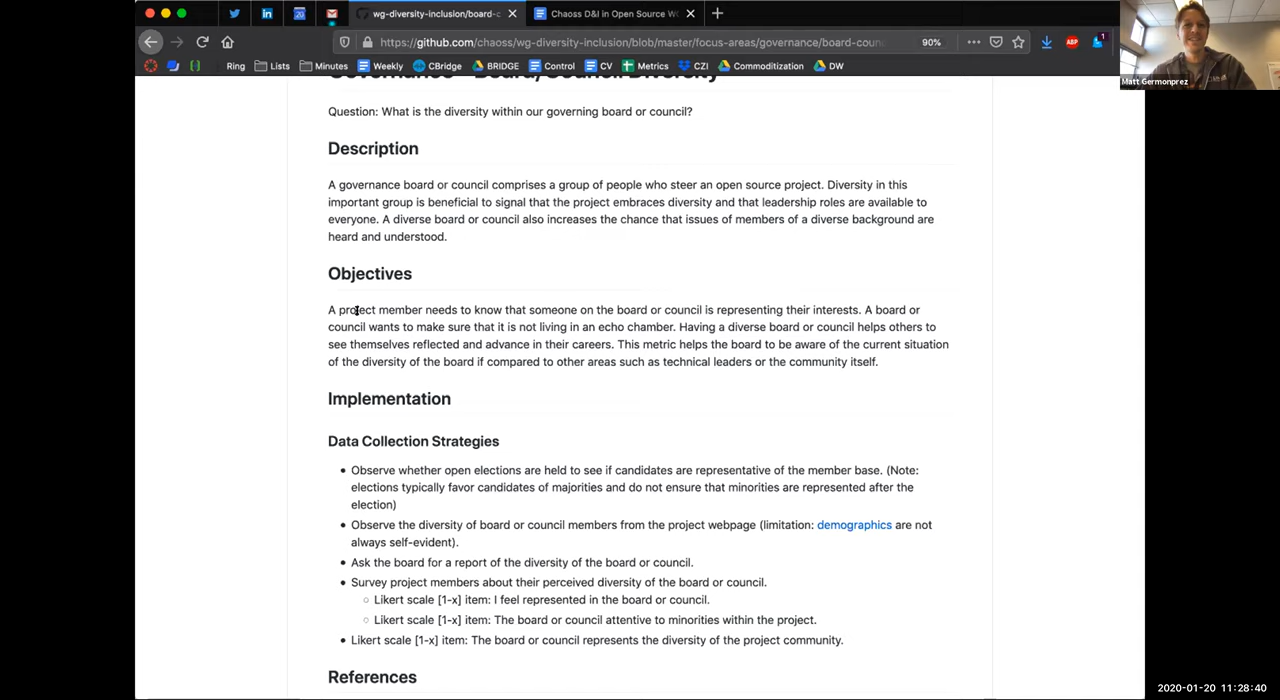 wg-diversity-inclusion/board-c
Chaoss D&I in Open Source WG
20
https://github.com/chaoss/wg-diversity-inclusion/blob/master/focus-areas/governance/board-coun
90%
ABP
1
Ring
Lists
Minutes
Weekly
CBridge
BRIDGE
Control
CV
Metrics
CZI
Commoditization
DW
Matt Germonprez
Governance - Board/Council Diversity
Question: What is the diversity within our governing board or council?
Description
A governance board or council comprises a group of people who steer an open source project. Diversity in this
important group is beneficial to signal that the project embraces diversity and that leadership roles are available to
everyone. A diverse board or council also increases the chance that issues of members of a diverse background are
heard and understood.
Objectives
A project member needs to know that someone on the board or council is representing their interests. A board or
council wants to make sure that it is not living in an echo chamber. Having a diverse board or council helps others to
see themselves reflected and advance in their careers. This metric helps the board to be aware of the current situation
of the diversity of the board if compared to other areas such as technical leaders or the community itself.
Implementation
Data Collection Strategies
• Observe whether open elections are held to see if candidates are representative of the member base. (Note:
elections typically favor candidates of majorities and do not ensure that minorities are represented after the
election)
• Observe the diversity of board or council members from the project webpage (limitation: demographics are not
always self-evident).
• Ask the board for a report of the diversity of the board or council.
• Survey project members about their perceived diversity of the board or council.
○ Likert scale [1-x] item: I feel represented in the board or council.
○ Likert scale [1-x] item: The board or council attentive to minorities within the project.
• Likert scale [1-x] item: The board or council represents the diversity of the project community.
References
2020-01-20 11:28:40